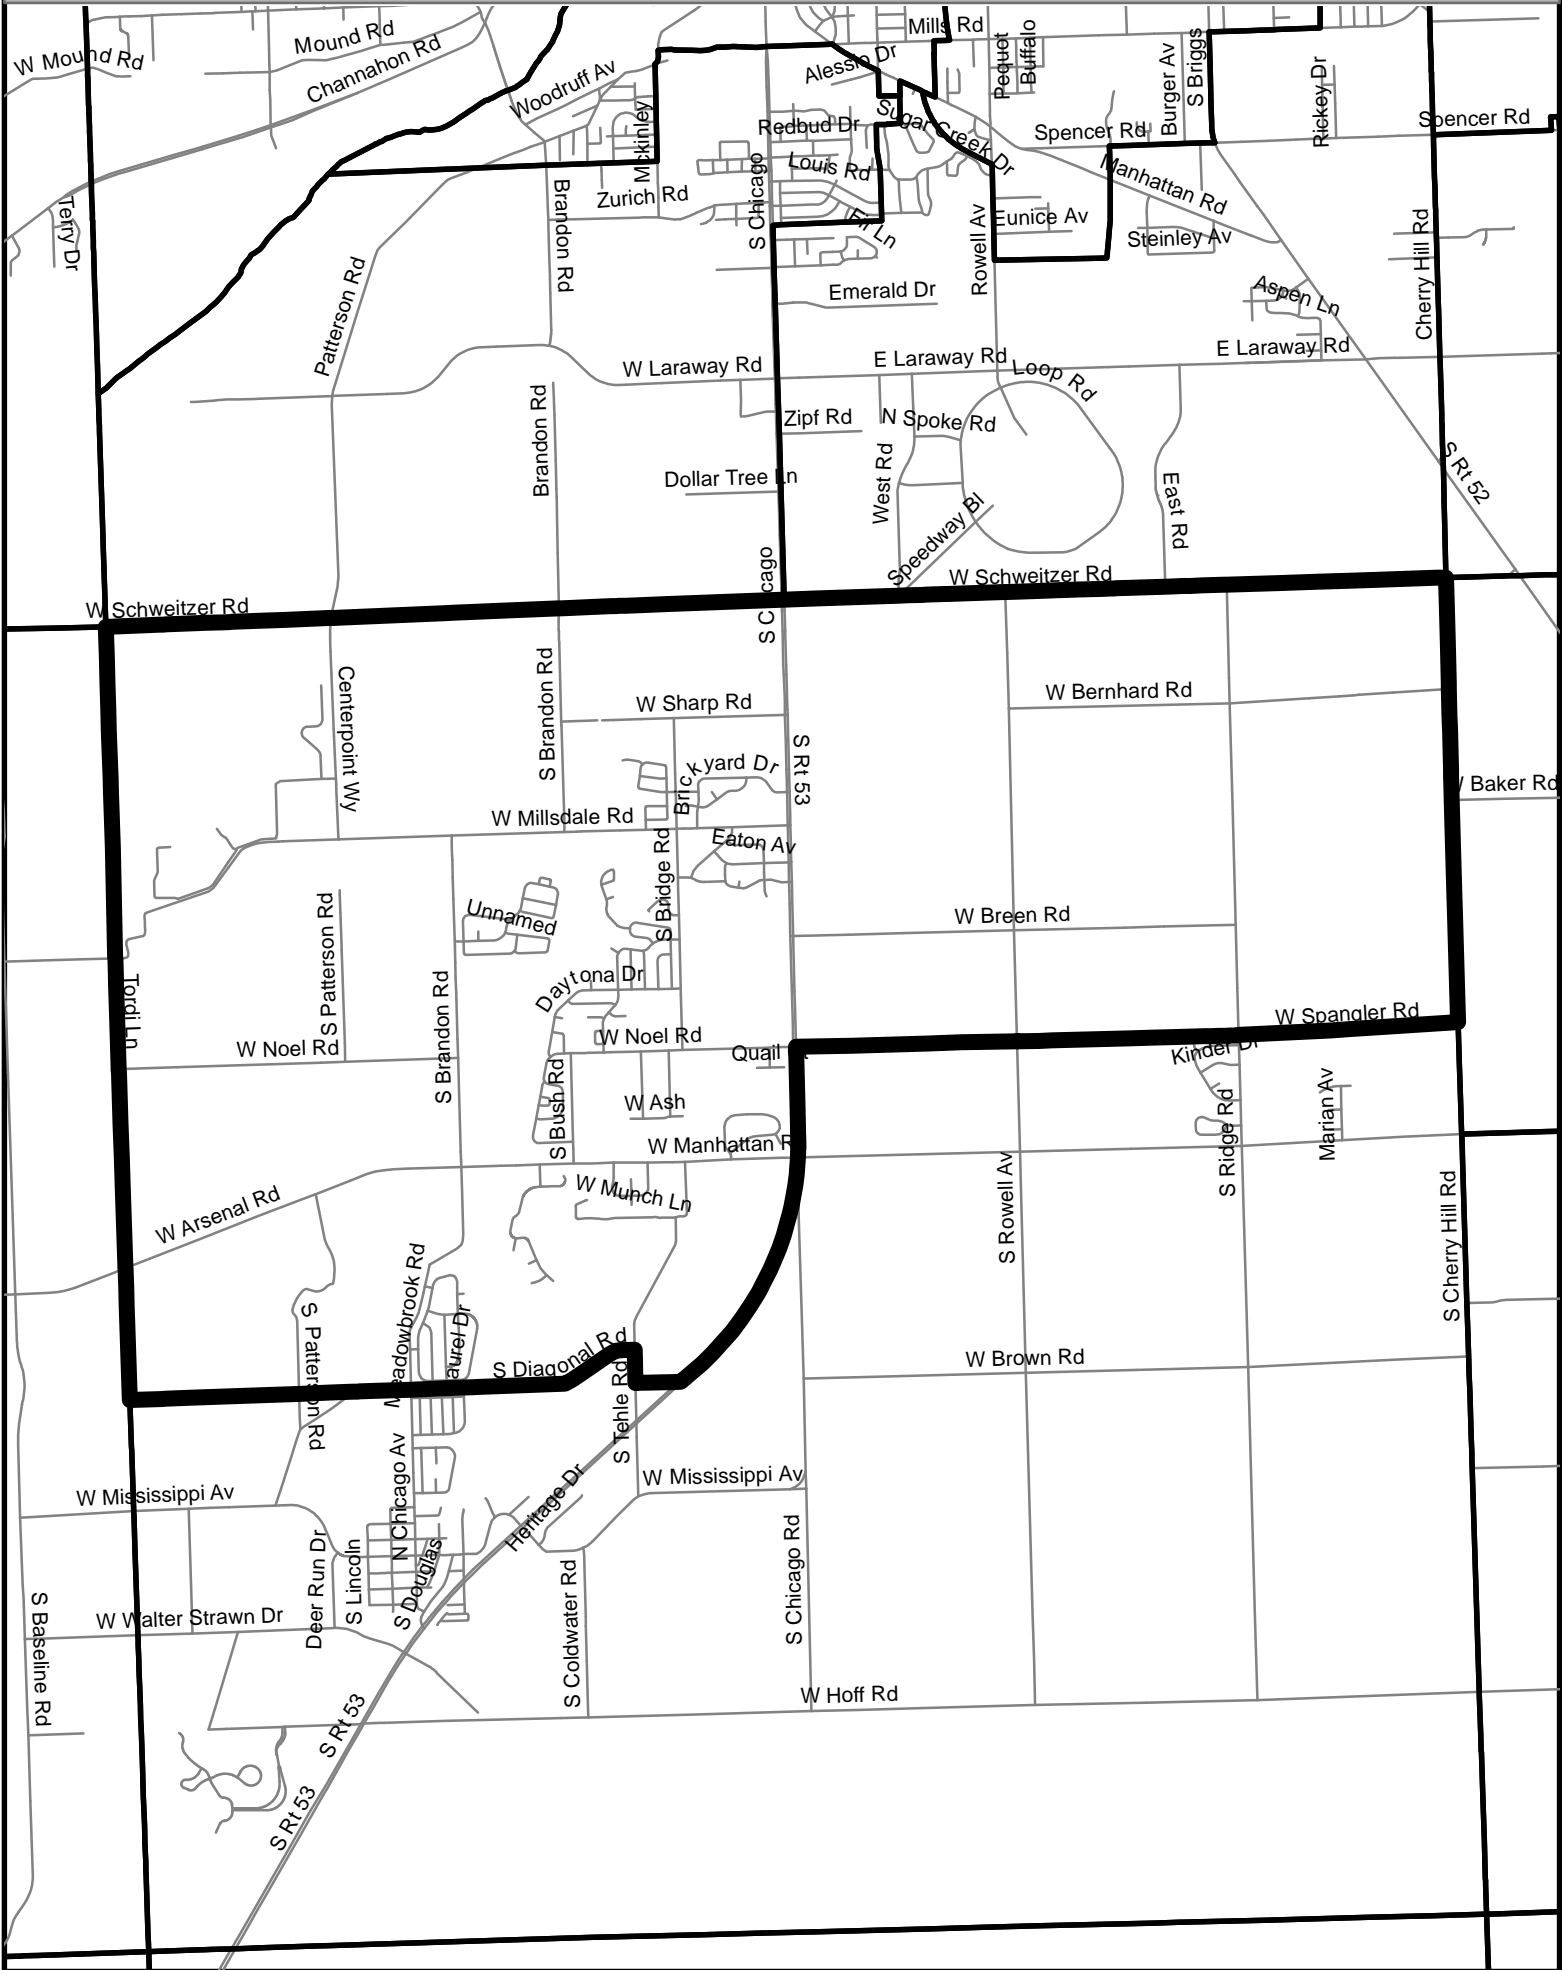 Mills Rd
Mound Rd
W Mound Rd
Channahon Rd
Woodruff Av
Alessio Dr
Pequot
Buffalo
Burger Av
S Briggs
Rickey Dr
Spencer Rd
Mckinley
Redbud Dr
Sugar Creek Dr
Spencer Rd
Louis Rd
Manhattan Rd
Zurich Rd
Brandon Rd
S Chicago
Fir Ln
Rowell Av
Eunice Av
Steinley Av
Terry Dr
Cherry Hill Rd
Patterson Rd
Emerald Dr
Aspen Ln
W Laraway Rd
E Laraway Rd
E Laraway Rd
Loop Rd
Brandon Rd
Zipf Rd
N Spoke Rd
Dollar Tree Ln
West Rd
East Rd
S Rt 52
Speedway Bl
W Schweitzer Rd
W Schweitzer Rd
S C cago
Centerpoint Wy
S Brandon Rd
W Sharp Rd
W Bernhard Rd
S Rt 53
Brickyard Dr
W Baker Rd
W Millsdale Rd
Eaton Av
S Bridge Rd
Unnamed
S Patterson Rd
W Breen Rd
Tordi Ln
S Brandon Rd
Daytona Dr
W Noel Rd
W Noel Rd
Quail
W Spangler Rd
Kinder Dr
S Bush Rd
W Ash
S Ridge Rd
Marian Av
W Manhattan R
W Arsenal Rd
W Munch Ln
S Rowell Av
S Cherry Hill Rd
Meadowbrook Rd
aurel Dr
S Patterson Rd
S Diagonal Rd
S Tehle Rd
W Brown Rd
W Mississippi Av
W Mississippi Av
N Chicago Av
Heritage Dr
Deer Run Dr
S Lincoln
S Douglas
S Coldwater Rd
S Chicago Rd
S Baseline Rd
W Walter Strawn Dr
W Hoff Rd
S Rt 53
S Rt 53